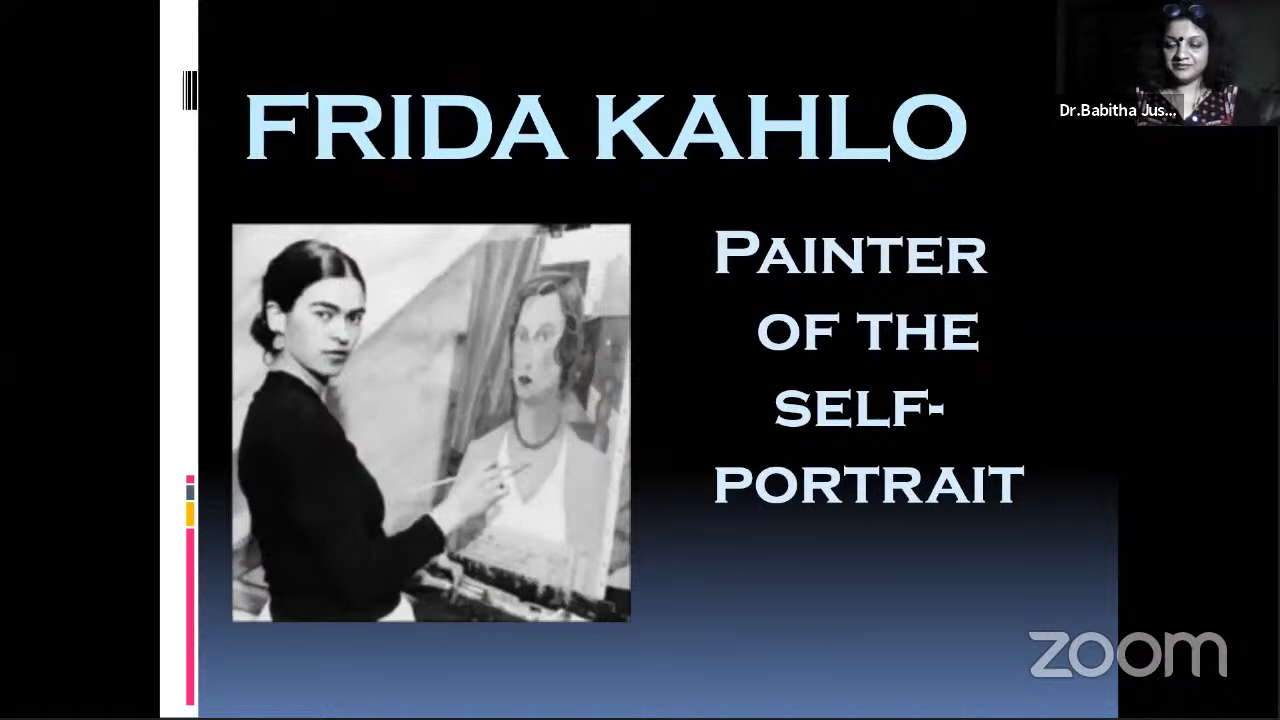 FRIDA KAHLO
Dr.Babitha Jus...
PAINTER
OF THE
SELF-
PORTRAIT
zoom